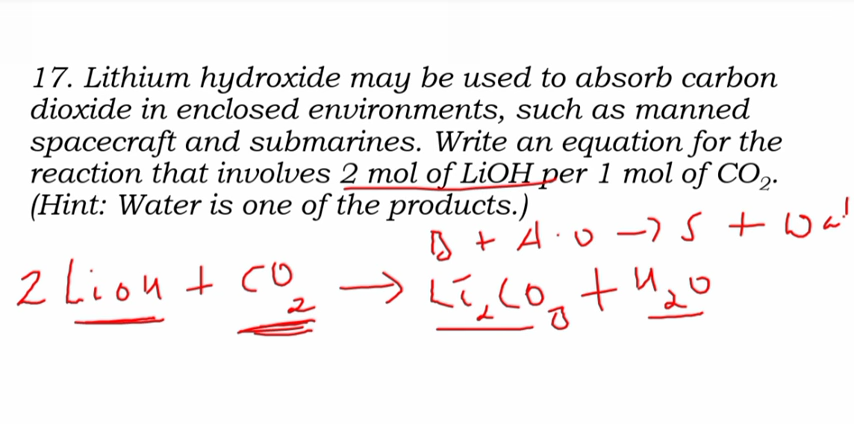 17. Lithium hydroxide may be used to absorb carbon
dioxide in enclosed environments, such as manned
spacecraft and submarines. Write an equation for the
reaction that involves 2 mol of LiOH per 1 mol of CO₂.
(Hint: Water is one of the products.)
B + A.O → S + Wat
2 LiOH + CO₂ → Li₂CO₃ + H₂O